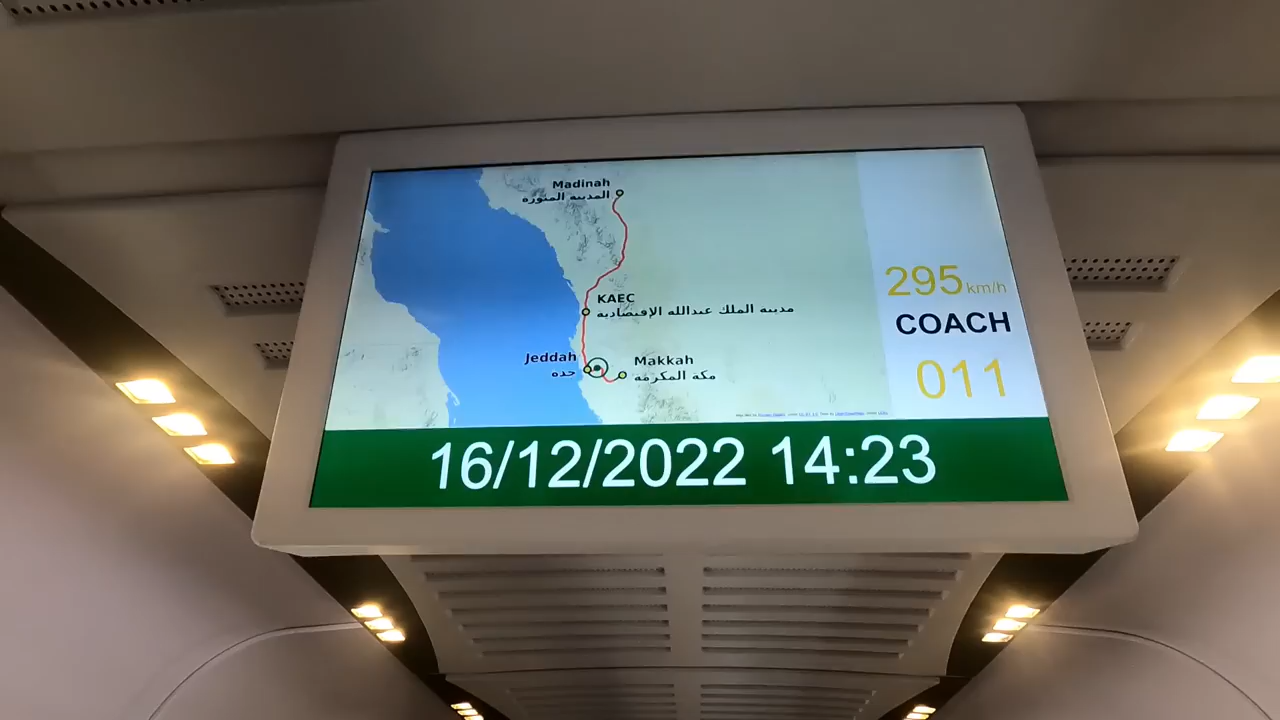 Madinah
المدينة المنورة
KAEC
مدينة الملك عبدالله الإقتصادية
Jeddah
جدة
Makkah
مكة المكرمة
295 km/h
COACH
011
16/12/2022 14:23